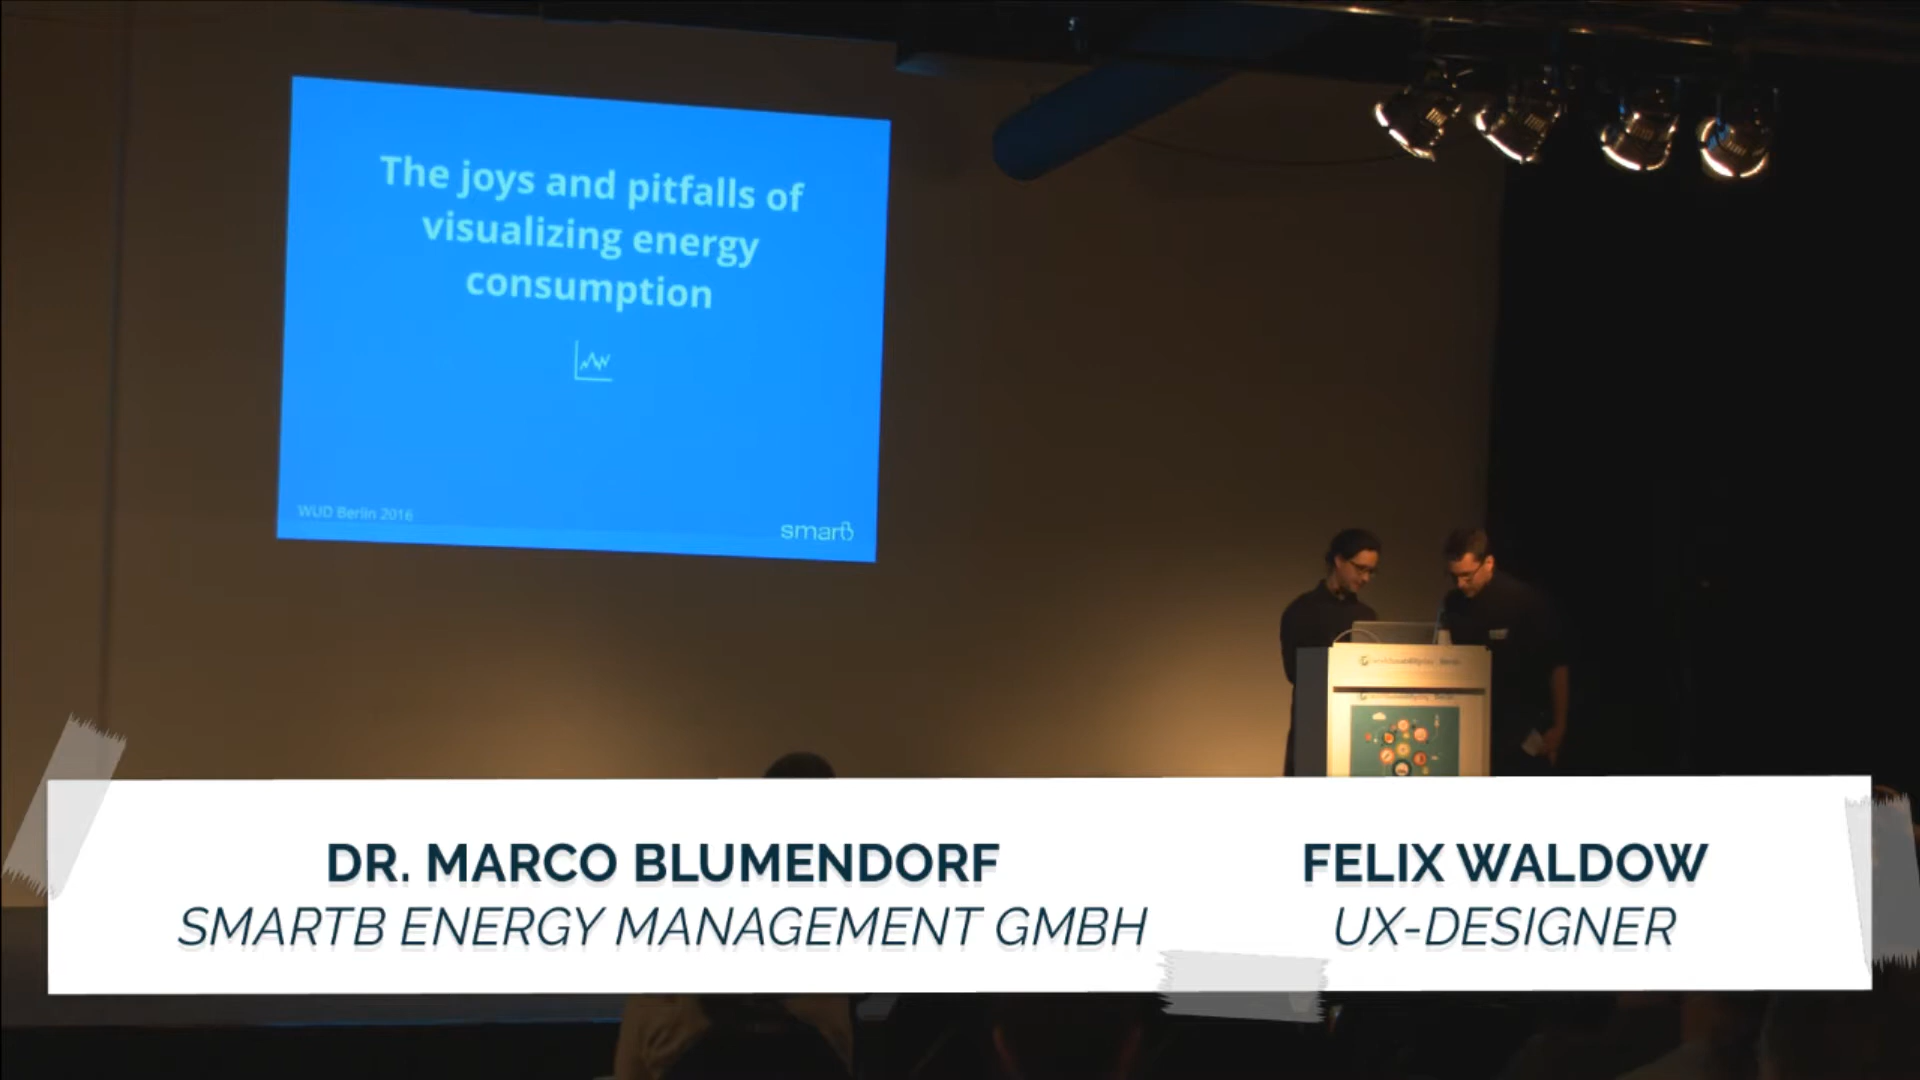 The joys and pitfalls of
visualizing energy
consumption
WUD Berlin 2016
smartB
DR. MARCO BLUMENDORF
SMARTB ENERGY MANAGEMENT GMBH
FELIX WALDOW
UX-DESIGNER